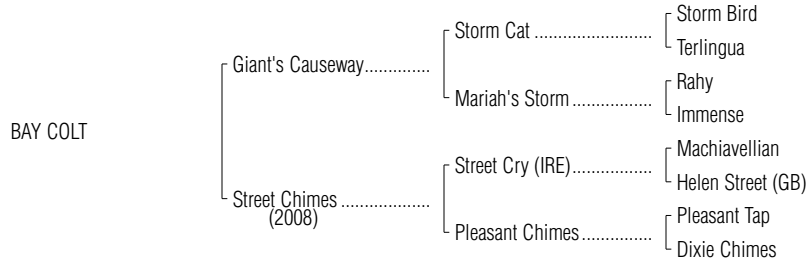 Storm Bird
Storm Cat ........................
Terlingua
Giant's Causeway..............
Rahy
Mariah's Storm .................
Immense
BAY COLT
Machiavellian
Street Cry (IRE).................
Helen Street (GB)
Street Chimes ..................
(2008)
Pleasant Tap
Pleasant Chimes...............
Dixie Chimes